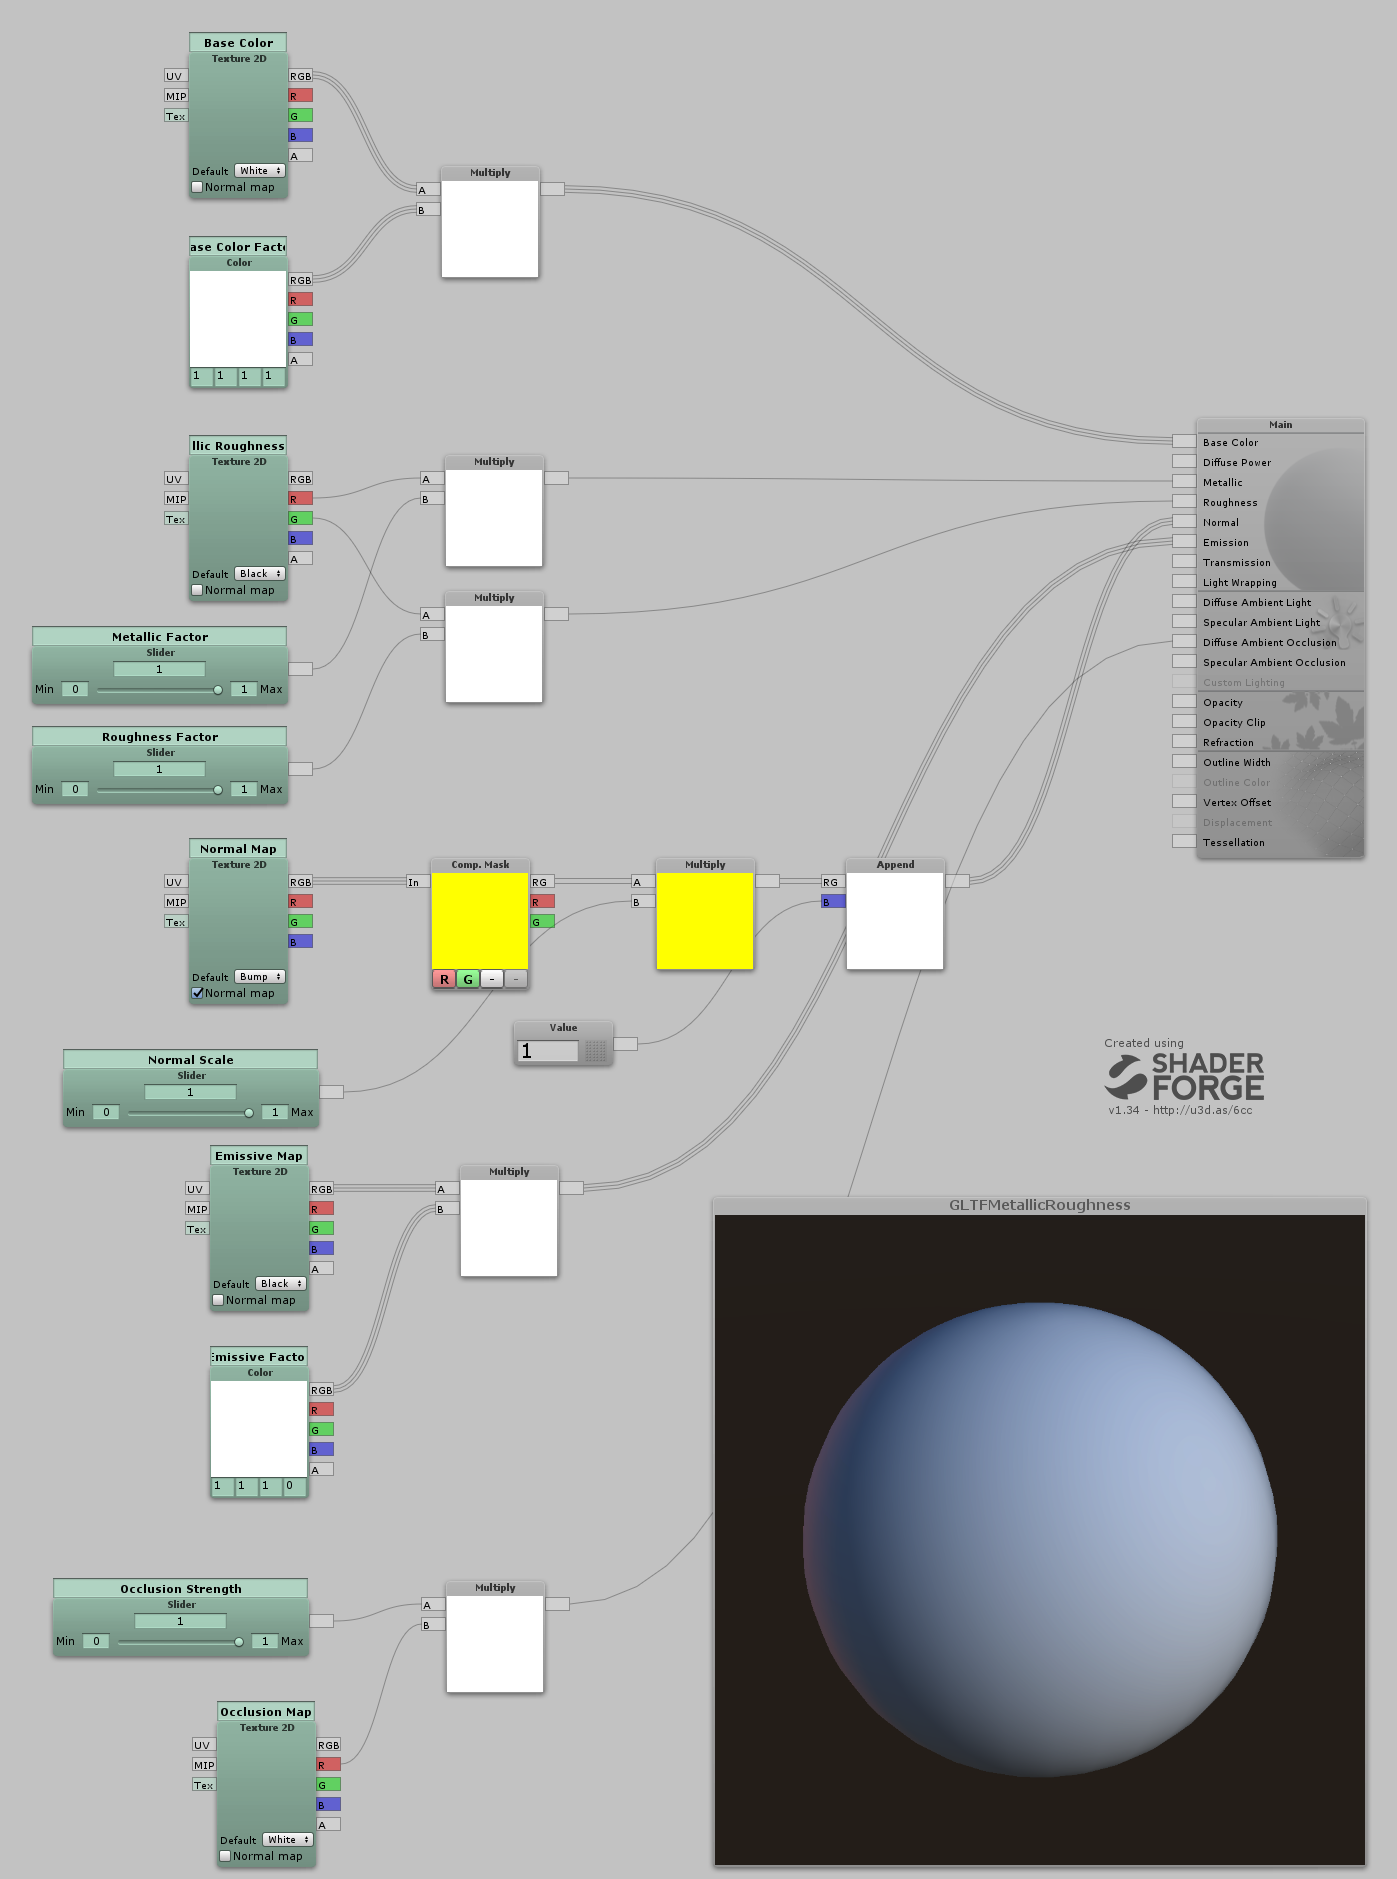 Base Color
Texture 2D
UV RGB
MIP R
Tex G
B
A
Default White
Normal map
Multiply
A
B
ase Color Facto
Color
RGB
R
G
B
A
1 1 1 1
llic Roughness
Texture 2D
UV RGB
MIP R
Tex G
B
A
Default Black
Normal map
Multiply
A
B
Multiply
A
B
Metallic Factor
Slider
1
Min 0 1 Max
Roughness Factor
Slider
1
Min 0 1 Max
Main
Base Color
Diffuse Power
Metallic
Roughness
Normal
Emission
Transmission
Light Wrapping
Diffuse Ambient Light
Specular Ambient Light
Diffuse Ambient Occlusion
Specular Ambient Occlusion
Custom Lighting
Opacity
Opacity Clip
Refraction
Outline Width
Outline Color
Vertex Offset
Displacement
Tessellation
Normal Map
Texture 2D
UV RGB
MIP R
Tex G
B
Default Bump
Normal map
Comp. Mask
In RG
R
G
R G - -
Multiply
A
B
Append
RG
B
Value
1
Normal Scale
Slider
1
Min 0 1 Max
Created using
SHADER
FORGE
v1.34 - http://u3d.as/6cc
Emissive Map
Texture 2D
UV RGB
MIP R
Tex G
B
A
Default Black
Normal map
Multiply
A
B
Emissive Facto
Color
RGB
R
G
B
A
1 1 1 0
GLTFMetallicRoughness
Occlusion Strength
Slider
1
Min 0 1 Max
Multiply
A
B
Occlusion Map
Texture 2D
UV RGB
MIP R
Tex G
B
A
Default White
Normal map